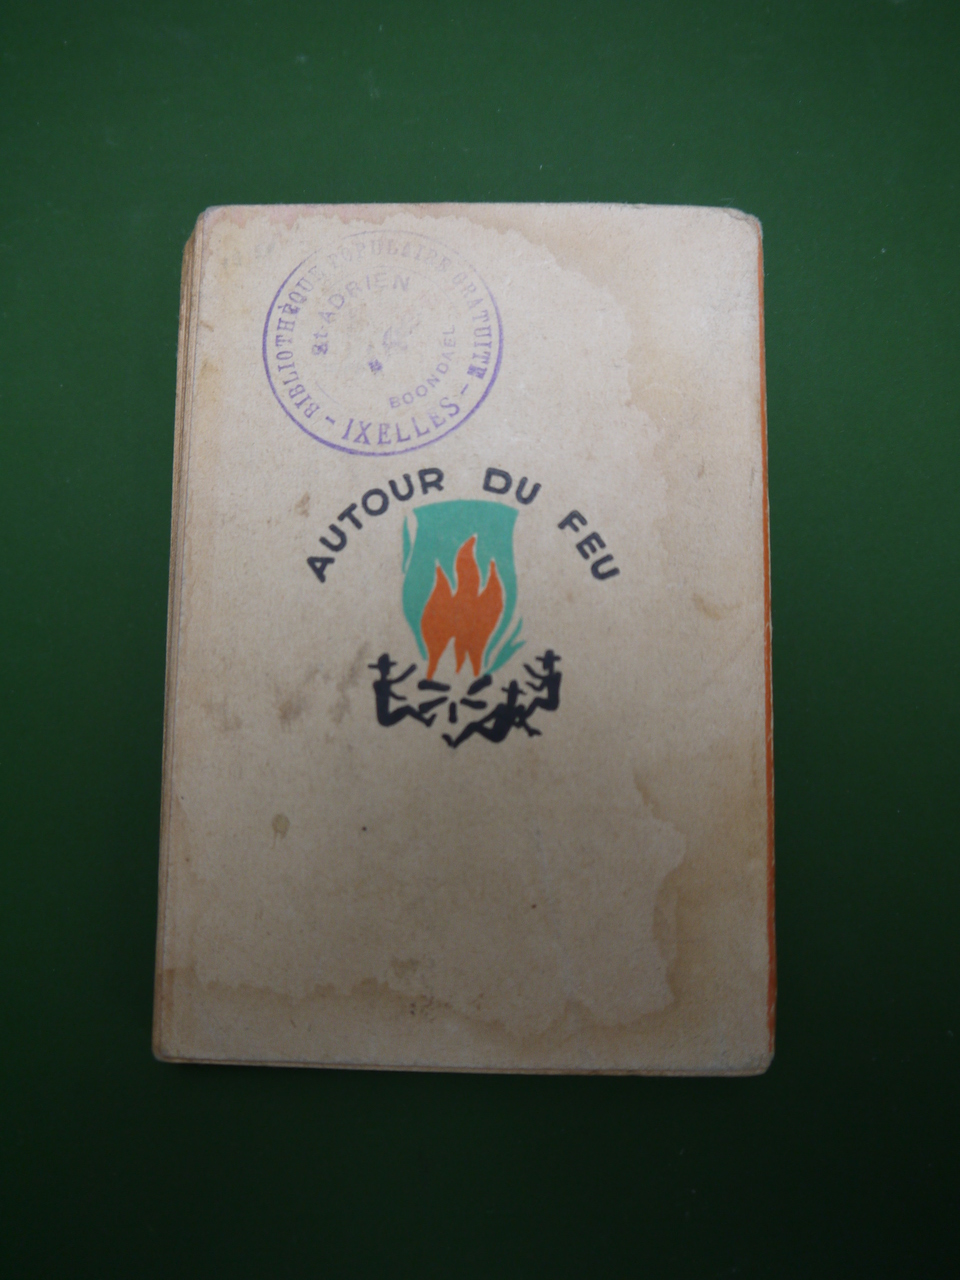 BIBLIOTHÈQUE POPULAIRE GRATUITE
St ADRIEN
BOONDAEL
- IXELLES -
AUTOUR DU FEU